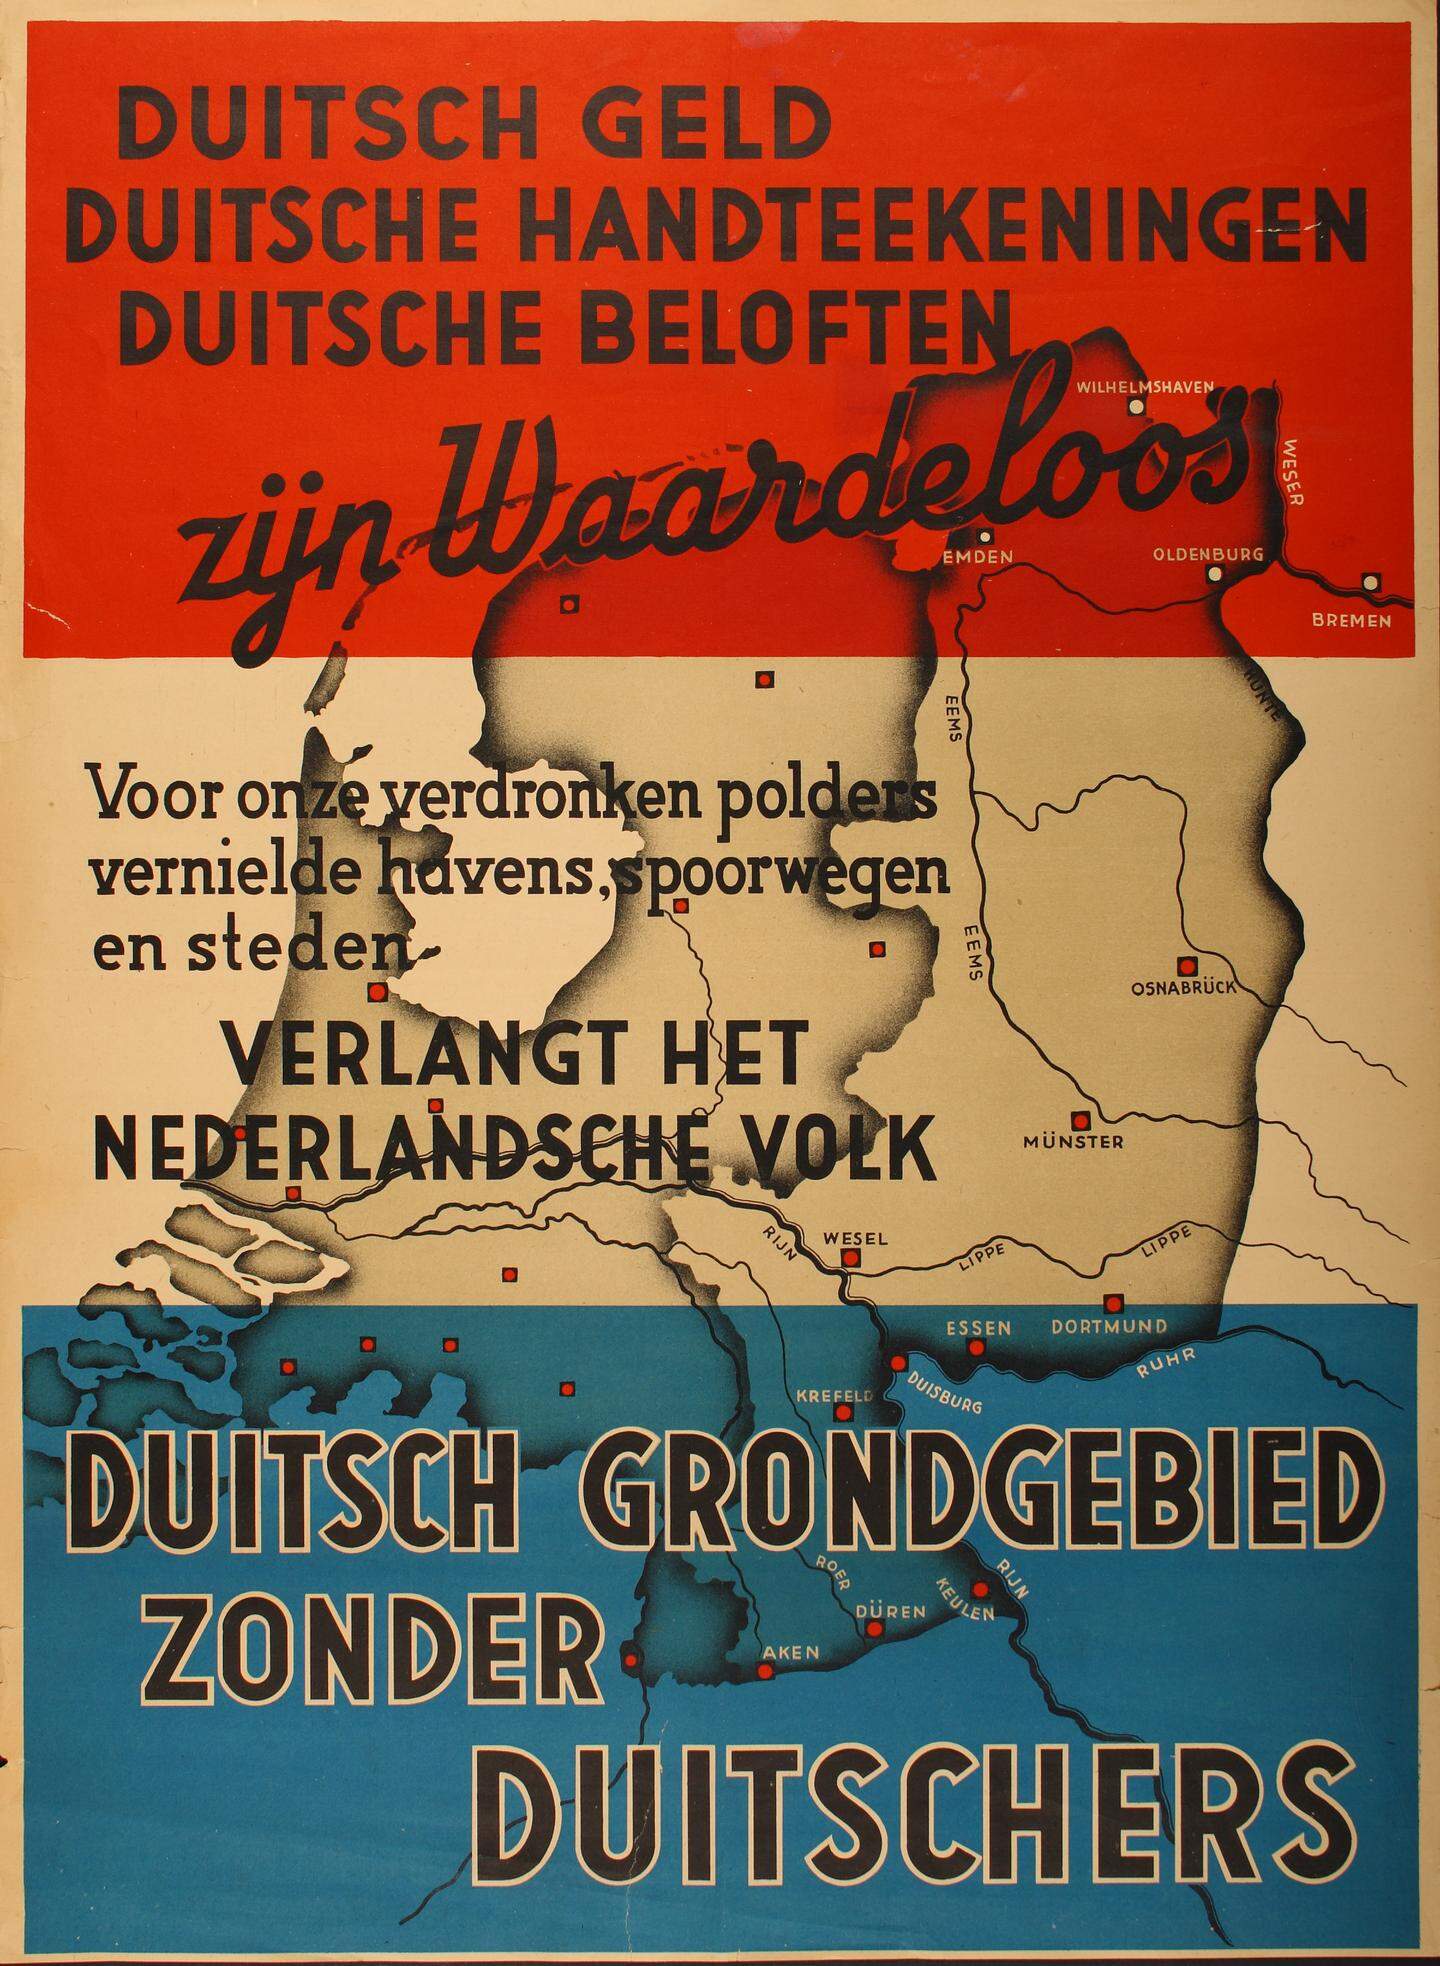 DUITSCH GELD
DUITSCHE HANDTEEKENINGEN
DUITSCHE BELOFTEN
zijn Waardeloos
WILHELMSHAVEN
WESER
EMDEN
OLDENBURG
BREMEN
HUNTE
EEMS
Voor onze verdronken polders
vernielde havens, spoorwegen
en steden
EEMS
OSNABRÜCK
VERLANGT HET
NEDERLANDSCHE VOLK
MÜNSTER
RIJN
WESEL
LIPPE
LIPPE
ESSEN
DORTMUND
RUHR
KREFELD
DUISBURG
DUITSCH GRONDGEBIED
ROER
RIJN
KEULEN
DÜREN
AKEN
ZONDER
DUITSCHERS